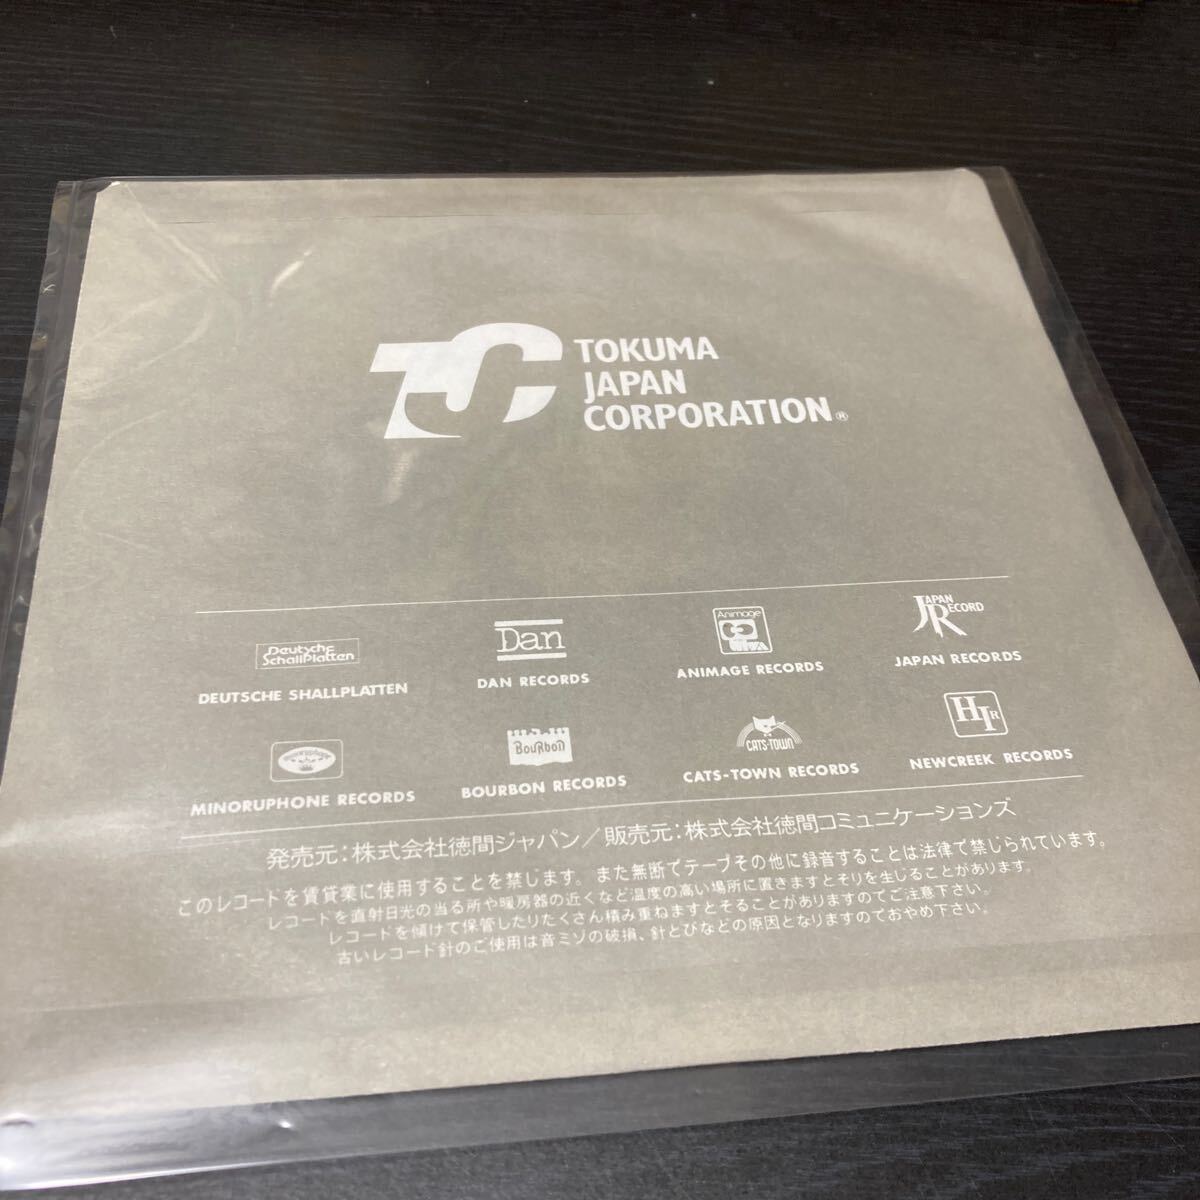 TJC TOKUMA
JAPAN
CORPORATION®
Deutsche
Schallplatten
DEUTSCHE SHALLPLATTEN
Dan
DAN RECORDS
Animage
ANIMAGE RECORDS
JAPAN
RECORD
JAPAN RECORDS
minoruphone
MINORUPHONE RECORDS
BouRboN
BOURBON RECORDS
CATS-TOWN
CATS-TOWN RECORDS
HIR
NEWCREEK RECORDS
発売元:株式会社徳間ジャパン/販売元:株式会社徳間コミュニケーションズ
このレコードを賃貸業に使用することを禁じます。また無断でテープその他に録音することは法律で禁じられています。
レコードを直射日光の当る所や暖房器の近くなど温度の高い場所に置きますとそりを生じることがあります。
レコードを傾けて保管したりたくさん積み重ねますとそることがありますのでご注意下さい。
古いレコード針のご使用は音ミゾの破損、針とびなどの原因となりますのでおやめ下さい。